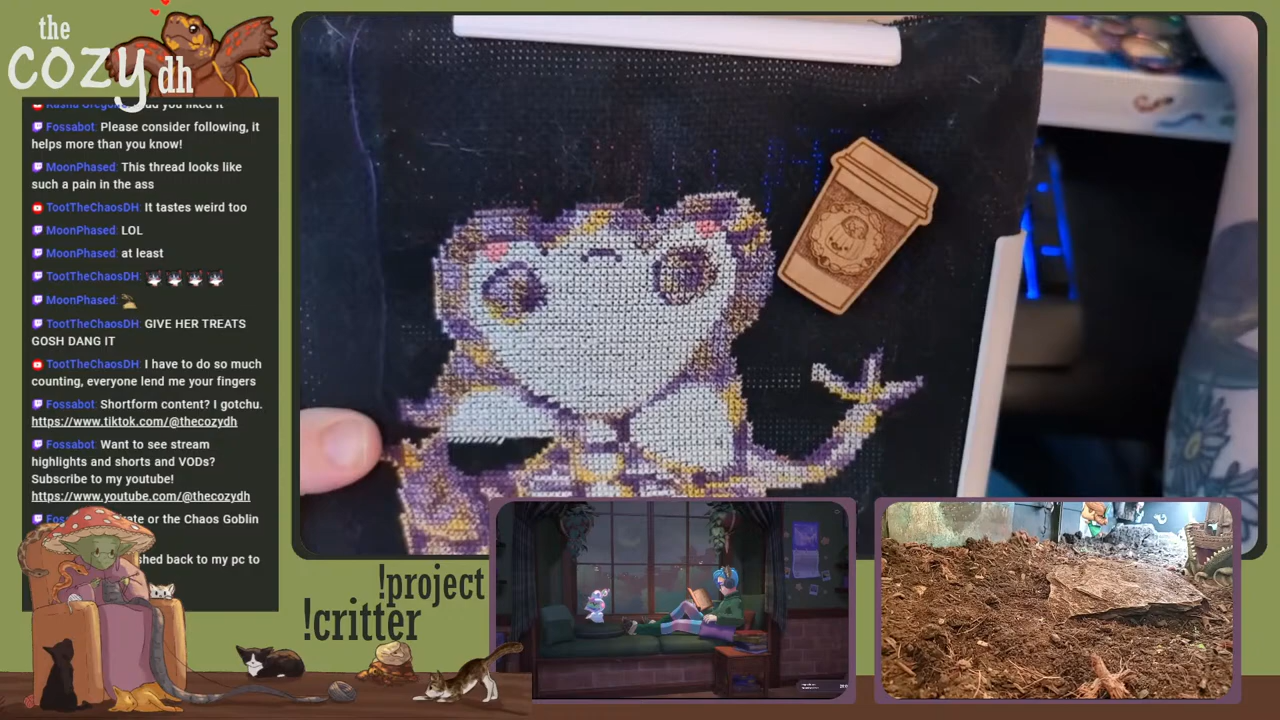 the
cozy dh
Fossabot: Please consider following, it
helps more than you know!
MoonPhased: This thread looks like
such a pain in the ass
TootTheChaosDH: It tastes weird too
MoonPhased: LOL
MoonPhased: at least
TootTheChaosDH:
MoonPhased:
TootTheChaosDH: GIVE HER TREATS
GOSH DANG IT
TootTheChaosDH: I have to do so much
counting, everyone lend me your fingers
Fossabot: Shortform content? I gotchu.
https://www.tiktok.com/@thecozydh
Fossabot: Want to see stream
highlights and shorts and VODs?
Subscribe to my youtube!
https://www.youtube.com/@thecozydh
or the Chaos Goblin
back to my pc to
!project
!critter